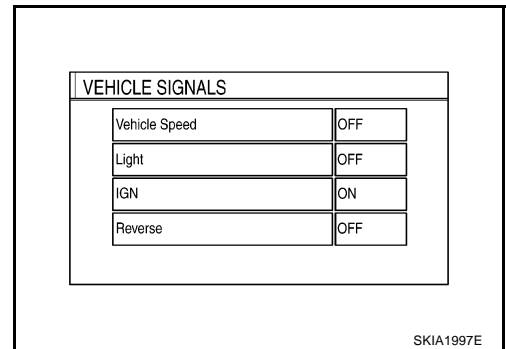 VEHICLE SIGNALS
Vehicle Speed OFF
Light OFF
IGN ON
Reverse OFF
SKIA1997E